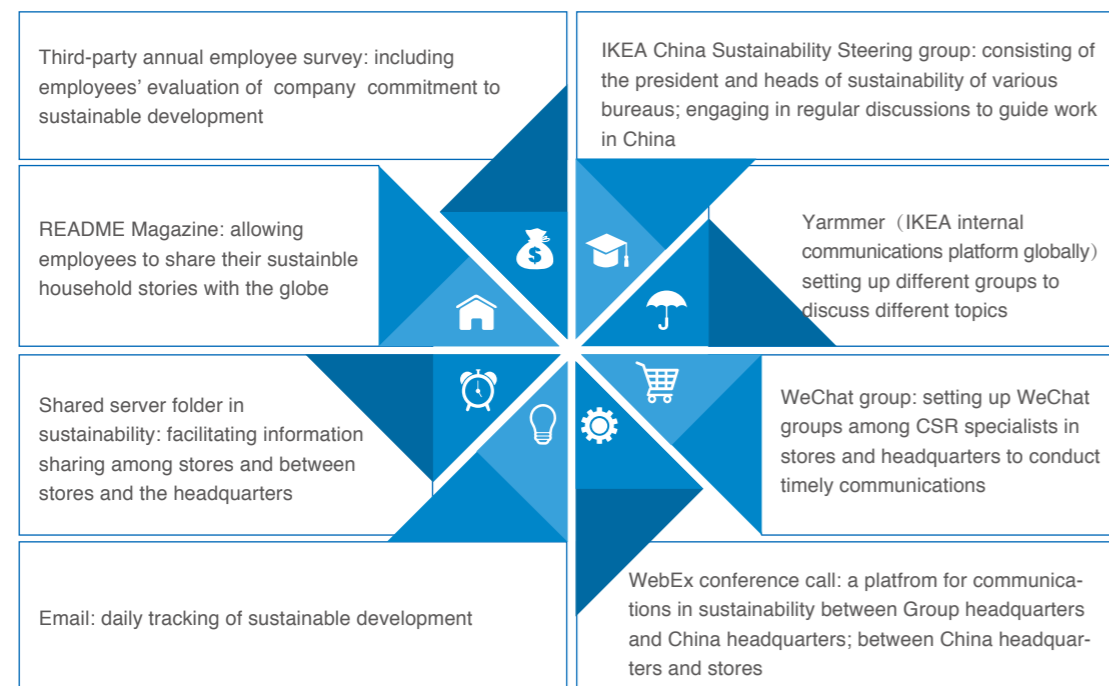 Third-party annual employee survey: including
employees’ evaluation of company commitment to
sustainable development
IKEA China Sustainability Steering group: consisting of
the president and heads of sustainability of various
bureaus; engaging in regular discussions to guide work
in China
README Magazine: allowing
employees to share their sustainble
household stories with the globe
Yarmmer（IKEA internal
communications platform globally）
setting up different groups to
discuss different topics
Shared server folder in
sustainability: facilitating information
sharing among stores and between
stores and the headquarters
WeChat group: setting up WeChat
groups among CSR specialists in
stores and headquarters to conduct
timely communications
Email: daily tracking of sustainable development
WebEx conference call: a platfrom for communica-
tions in sustainability between Group headquarters
and China headquarters; between China headquar-
ters and stores